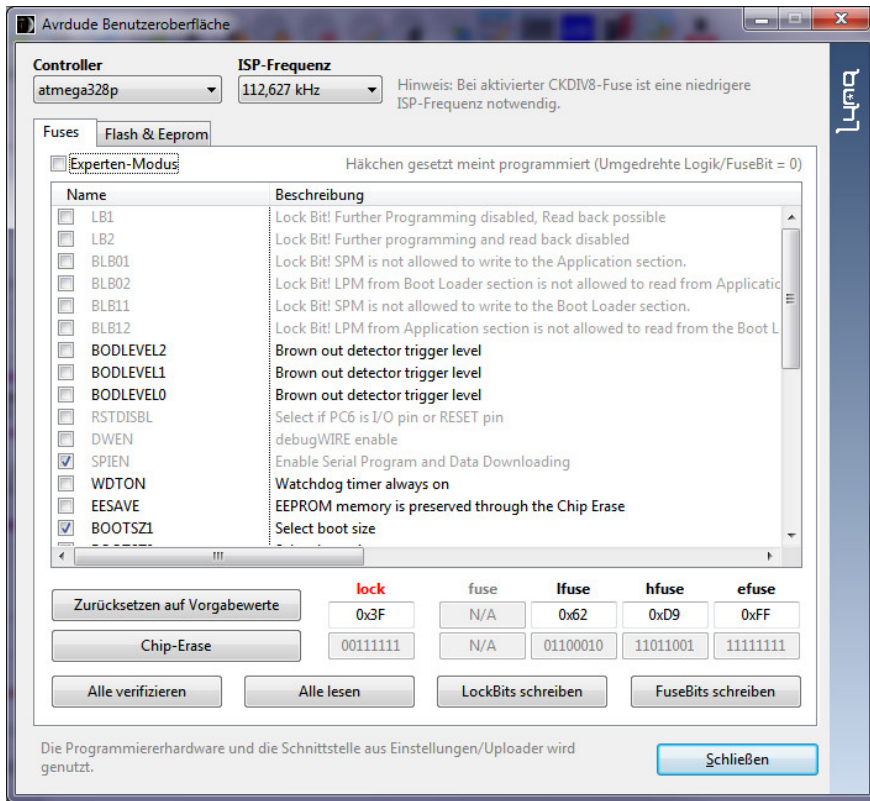 Avrdude Benutzeroberfläche
Controller
ISP-Frequenz
atmega328p
112,627 kHz
Hinweis: Bei aktivierter CKDIV8-Fuse ist eine niedrigere
ISP-Frequenz notwendig.
Fuses
Flash & Eeprom
Experten-Modus
Häkchen gesetzt meint programmiert (Umgedrehte Logik/FuseBit = 0)
Name
Beschreibung
LB1 Lock Bit! Further Programming disabled, Read back possible
LB2 Lock Bit! Further programming and read back disabled
BLB01 Lock Bit! SPM is not allowed to write to the Application section.
BLB02 Lock Bit! LPM from Boot Loader section is not allowed to read from Applicatic
BLB11 Lock Bit! SPM is not allowed to write to the Boot Loader section.
BLB12 Lock Bit! LPM from Application section is not allowed to read from the Boot L
BODLEVEL2 Brown out detector trigger level
BODLEVEL1 Brown out detector trigger level
BODLEVEL0 Brown out detector trigger level
RSTDISBL Select if PC6 is I/O pin or RESET pin
DWEN debugWIRE enable
SPIEN Enable Serial Program and Data Downloading
WDTON Watchdog timer always on
EESAVE EEPROM memory is preserved through the Chip Erase
BOOTSZ1 Select boot size
lock fuse lfuse hfuse efuse
Zurücksetzen auf Vorgabewerte 0x3F N/A 0x62 0xD9 0xFF
Chip-Erase 00111111 N/A 01100010 11011001 11111111
Alle verifizieren Alle lesen LockBits schreiben FuseBits schreiben
Die Programmiererhardware und die Schnittstelle aus Einstellungen/Uploader wird
genutzt.
Schließen